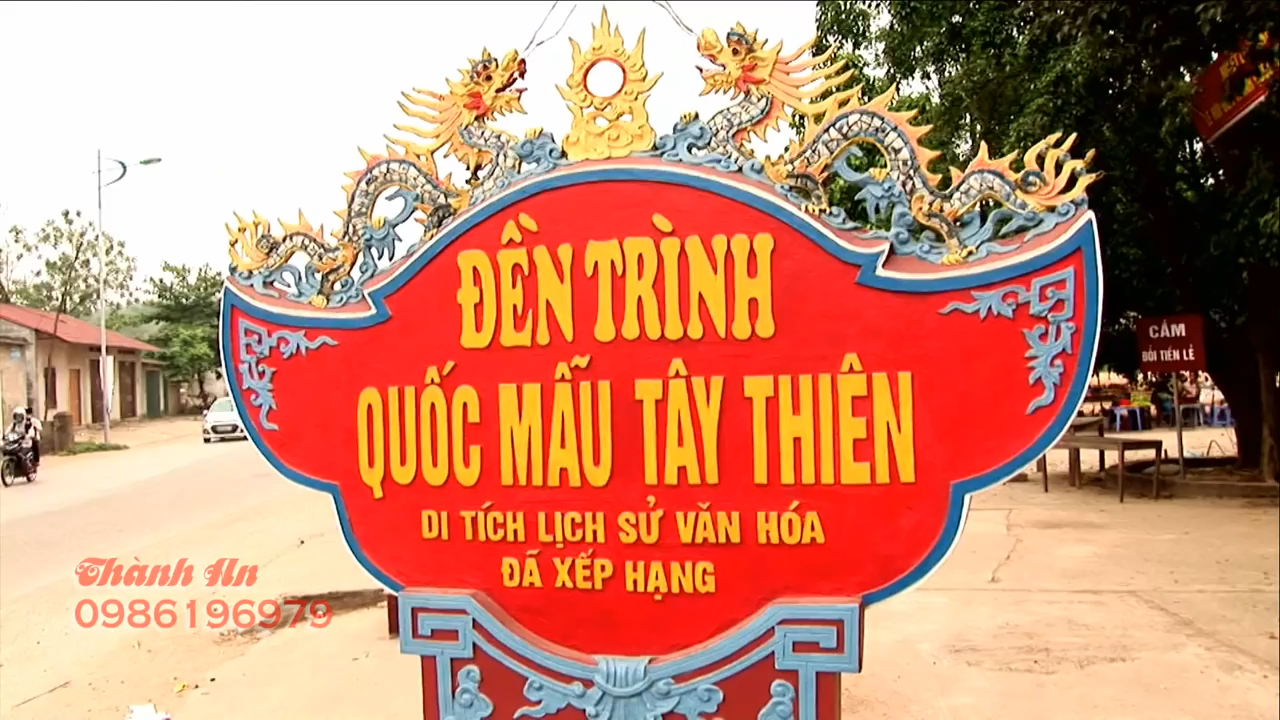 ĐỀN TRÌNH
QUỐC MẪU TÂY THIÊN
DI TÍCH LỊCH SỬ VĂN HÓA
ĐÃ XẾP HẠNG
CẤM
ĐỔI TIỀN LẺ
Thành An
0986196979